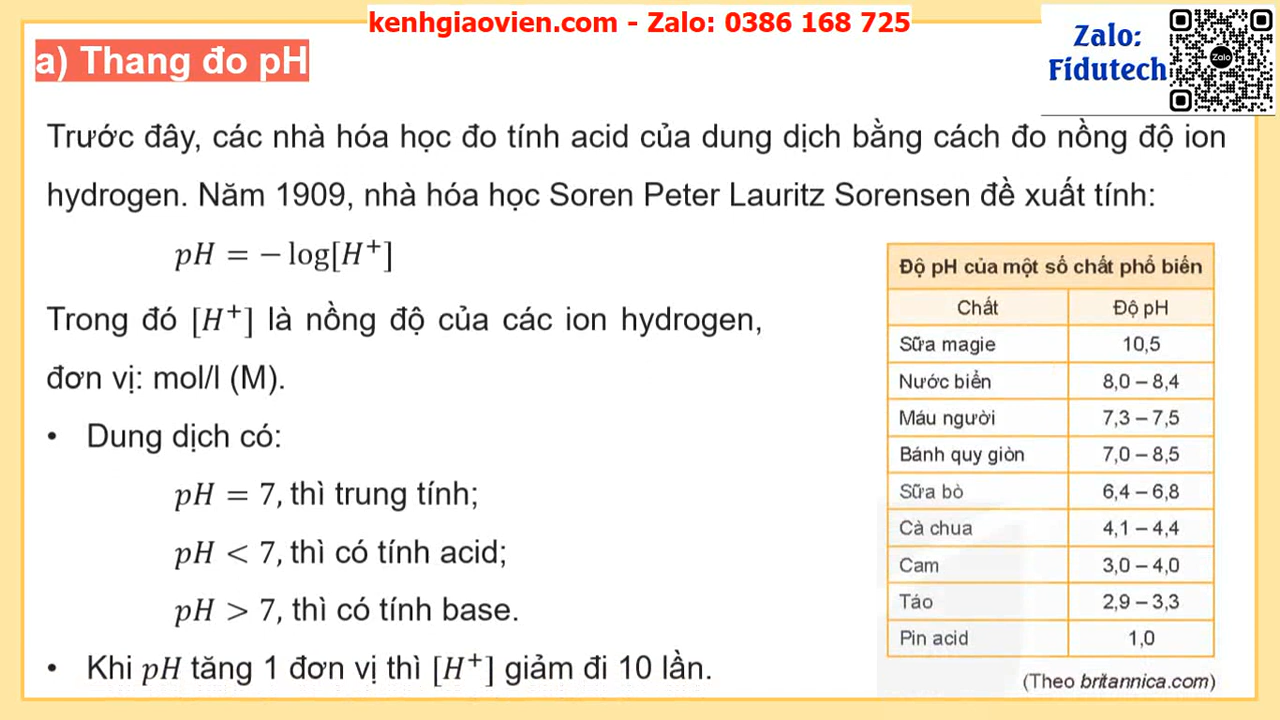 kenhgiaovien.com - Zalo: 0386 168 725
Zalo:
Fidutech
Zalo
a) Thang đo pH
Trước đây, các nhà hóa học đo tính acid của dung dịch bằng cách đo nồng độ ion
hydrogen. Năm 1909, nhà hóa học Soren Peter Lauritz Sorensen đề xuất tính:
pH = − log[H⁺]
Trong đó [H⁺] là nồng độ của các ion hydrogen,
đơn vị: mol/l (M).
• Dung dịch có:
pH = 7, thì trung tính;
pH < 7, thì có tính acid;
pH > 7, thì có tính base.
• Khi pH tăng 1 đơn vị thì [H⁺] giảm đi 10 lần.
Độ pH của một số chất phổ biến
Chất Độ pH
Sữa magie 10,5
Nước biển 8,0 – 8,4
Máu người 7,3 – 7,5
Bánh quy giòn 7,0 – 8,5
Sữa bò 6,4 – 6,8
Cà chua 4,1 – 4,4
Cam 3,0 – 4,0
Táo 2,9 – 3,3
Pin acid 1,0
(Theo britannica.com)